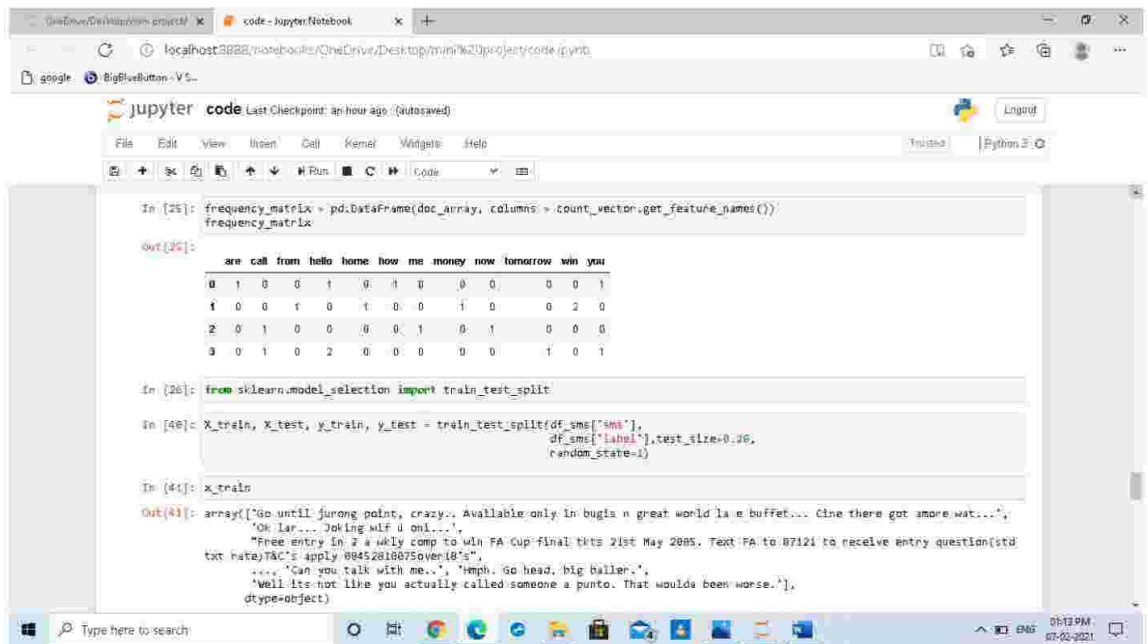 OneDrive/Desktop/mini project/ code - Jupyter Notebook
localhost:8888/notebooks/OneDrive/Desktop/mini%20project/code.ipynb
google BigBlueButton - V S...
jupyter code Last Checkpoint: an hour ago (autosaved) Logout
File Edit View Insert Cell Kernel Widgets Help Trusted Python 3
Run Code
In [25]: frequency_matrix = pd.DataFrame(doc_array, columns = count_vector.get_feature_names())
frequency_matrix
Out[25]:
are call from hello home how me money now tomorrow win you
0 1 0 0 1 0 1 0 0 0 0 0 1
1 0 0 1 0 1 0 0 1 0 0 2 0
2 0 1 0 0 0 0 1 0 1 0 0 0
3 0 1 0 2 0 0 0 0 0 1 0 1
In [26]: from sklearn.model_selection import train_test_split
In [40]: X_train, X_test, y_train, y_test = train_test_split(df_sms['sms'],
df_sms['label'],test_size=0.20,
random_state=1)
In [41]: x_train
Out[41]: array(['Go until jurong point, crazy.. Available only in bugis n great world la e buffet... Cine there got amore wat...',
'Ok lar... Joking wif u oni...',
"Free entry in 2 a wkly comp to win FA Cup final tkts 21st May 2005. Text FA to 87121 to receive entry question(std
txt rate)T&C's apply 08452810075over18's",
..., 'Can you talk with me..', 'Hmph. Go head, big baller.',
'Well its not like you actually called someone a punto. That woulda been worse.'],
dtype=object)
Type here to search ENG 01:13 PM
07-02-2021